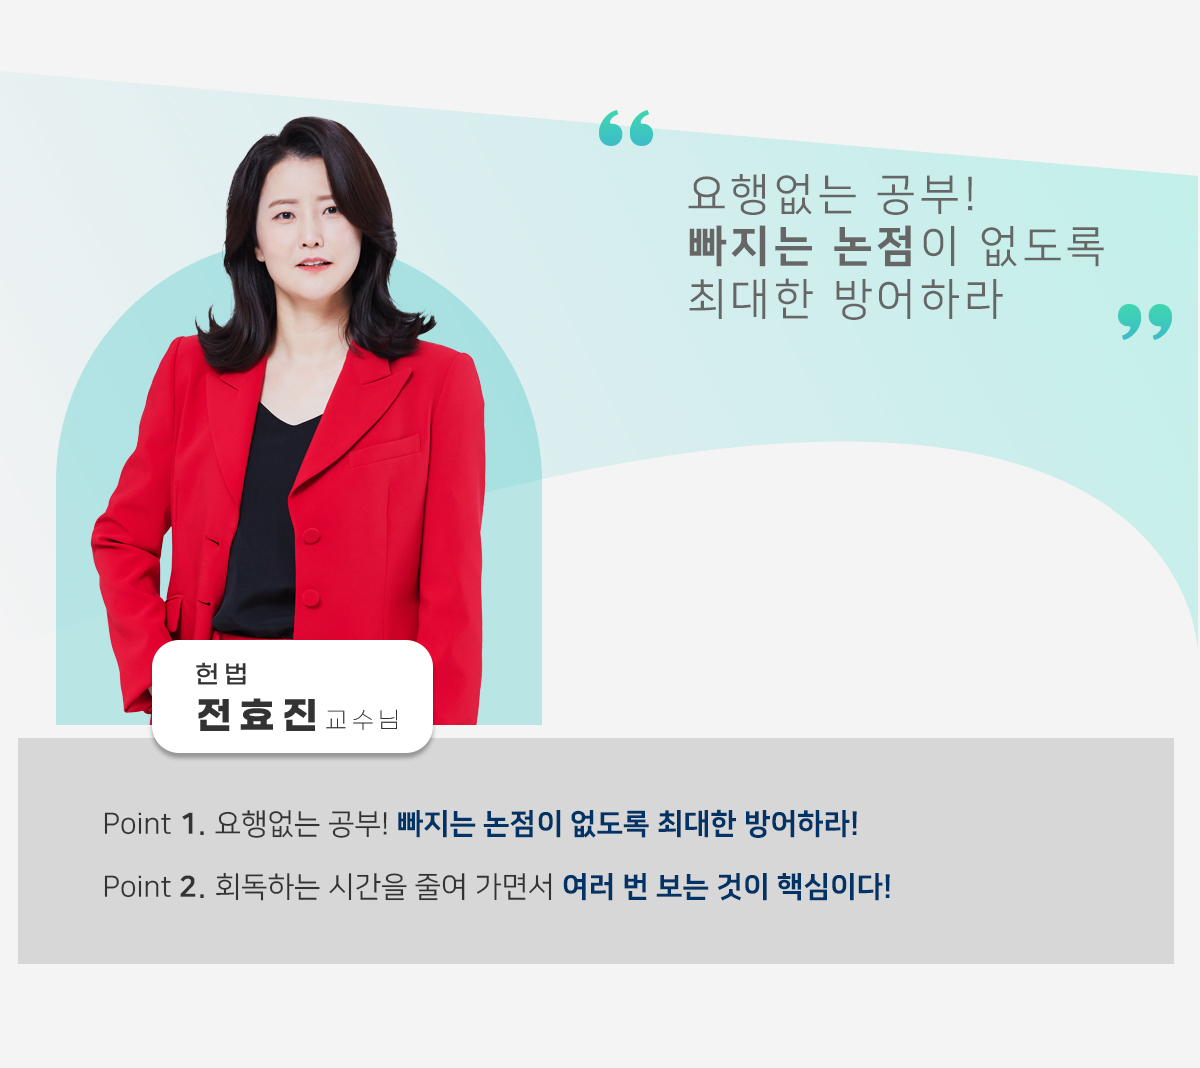 요행없는 공부!
빠지는 논점이 없도록
최대한 방어하라
헌법
전효진 교수님
Point 1. 요행없는 공부! 빠지는 논점이 없도록 최대한 방어하라!
Point 2. 회독하는 시간을 줄여 가면서 여러 번 보는 것이 핵심이다!